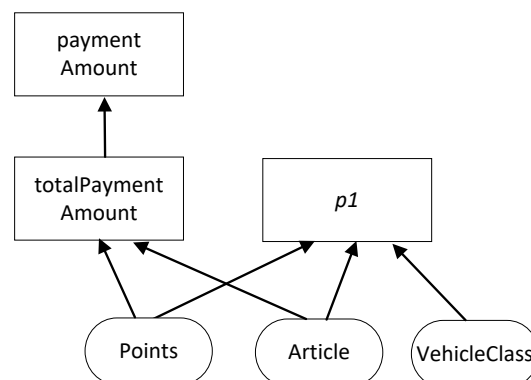 payment
Amount
totalPayment
Amount
p1
Points
Article
VehicleClass